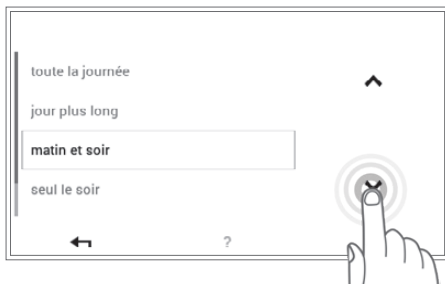 toute la journée
jour plus long
matin et soir
seul le soir
?